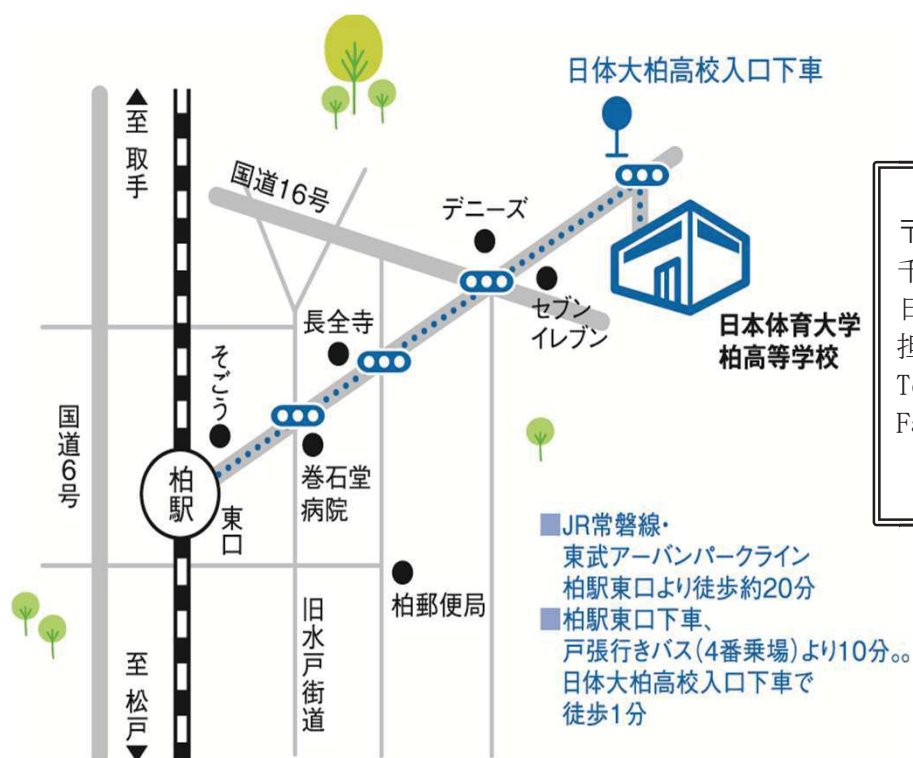 日体大柏高校入口下車
至 取手
国道16号
デニーズ
セブン
イレブン
日本体育大学
柏高等学校
長全寺
そごう
国道6号
柏駅
東口
巻石堂
病院
柏郵便局
旧水戸街道
至 松戸
■JR常磐線・
東武アーバンパークライン
柏駅東口より徒歩約20分
■柏駅東口下車、
戸張行きバス(4番乗場)より10分。。
日体大柏高校入口下車で
徒歩1分
〒
千
日
担